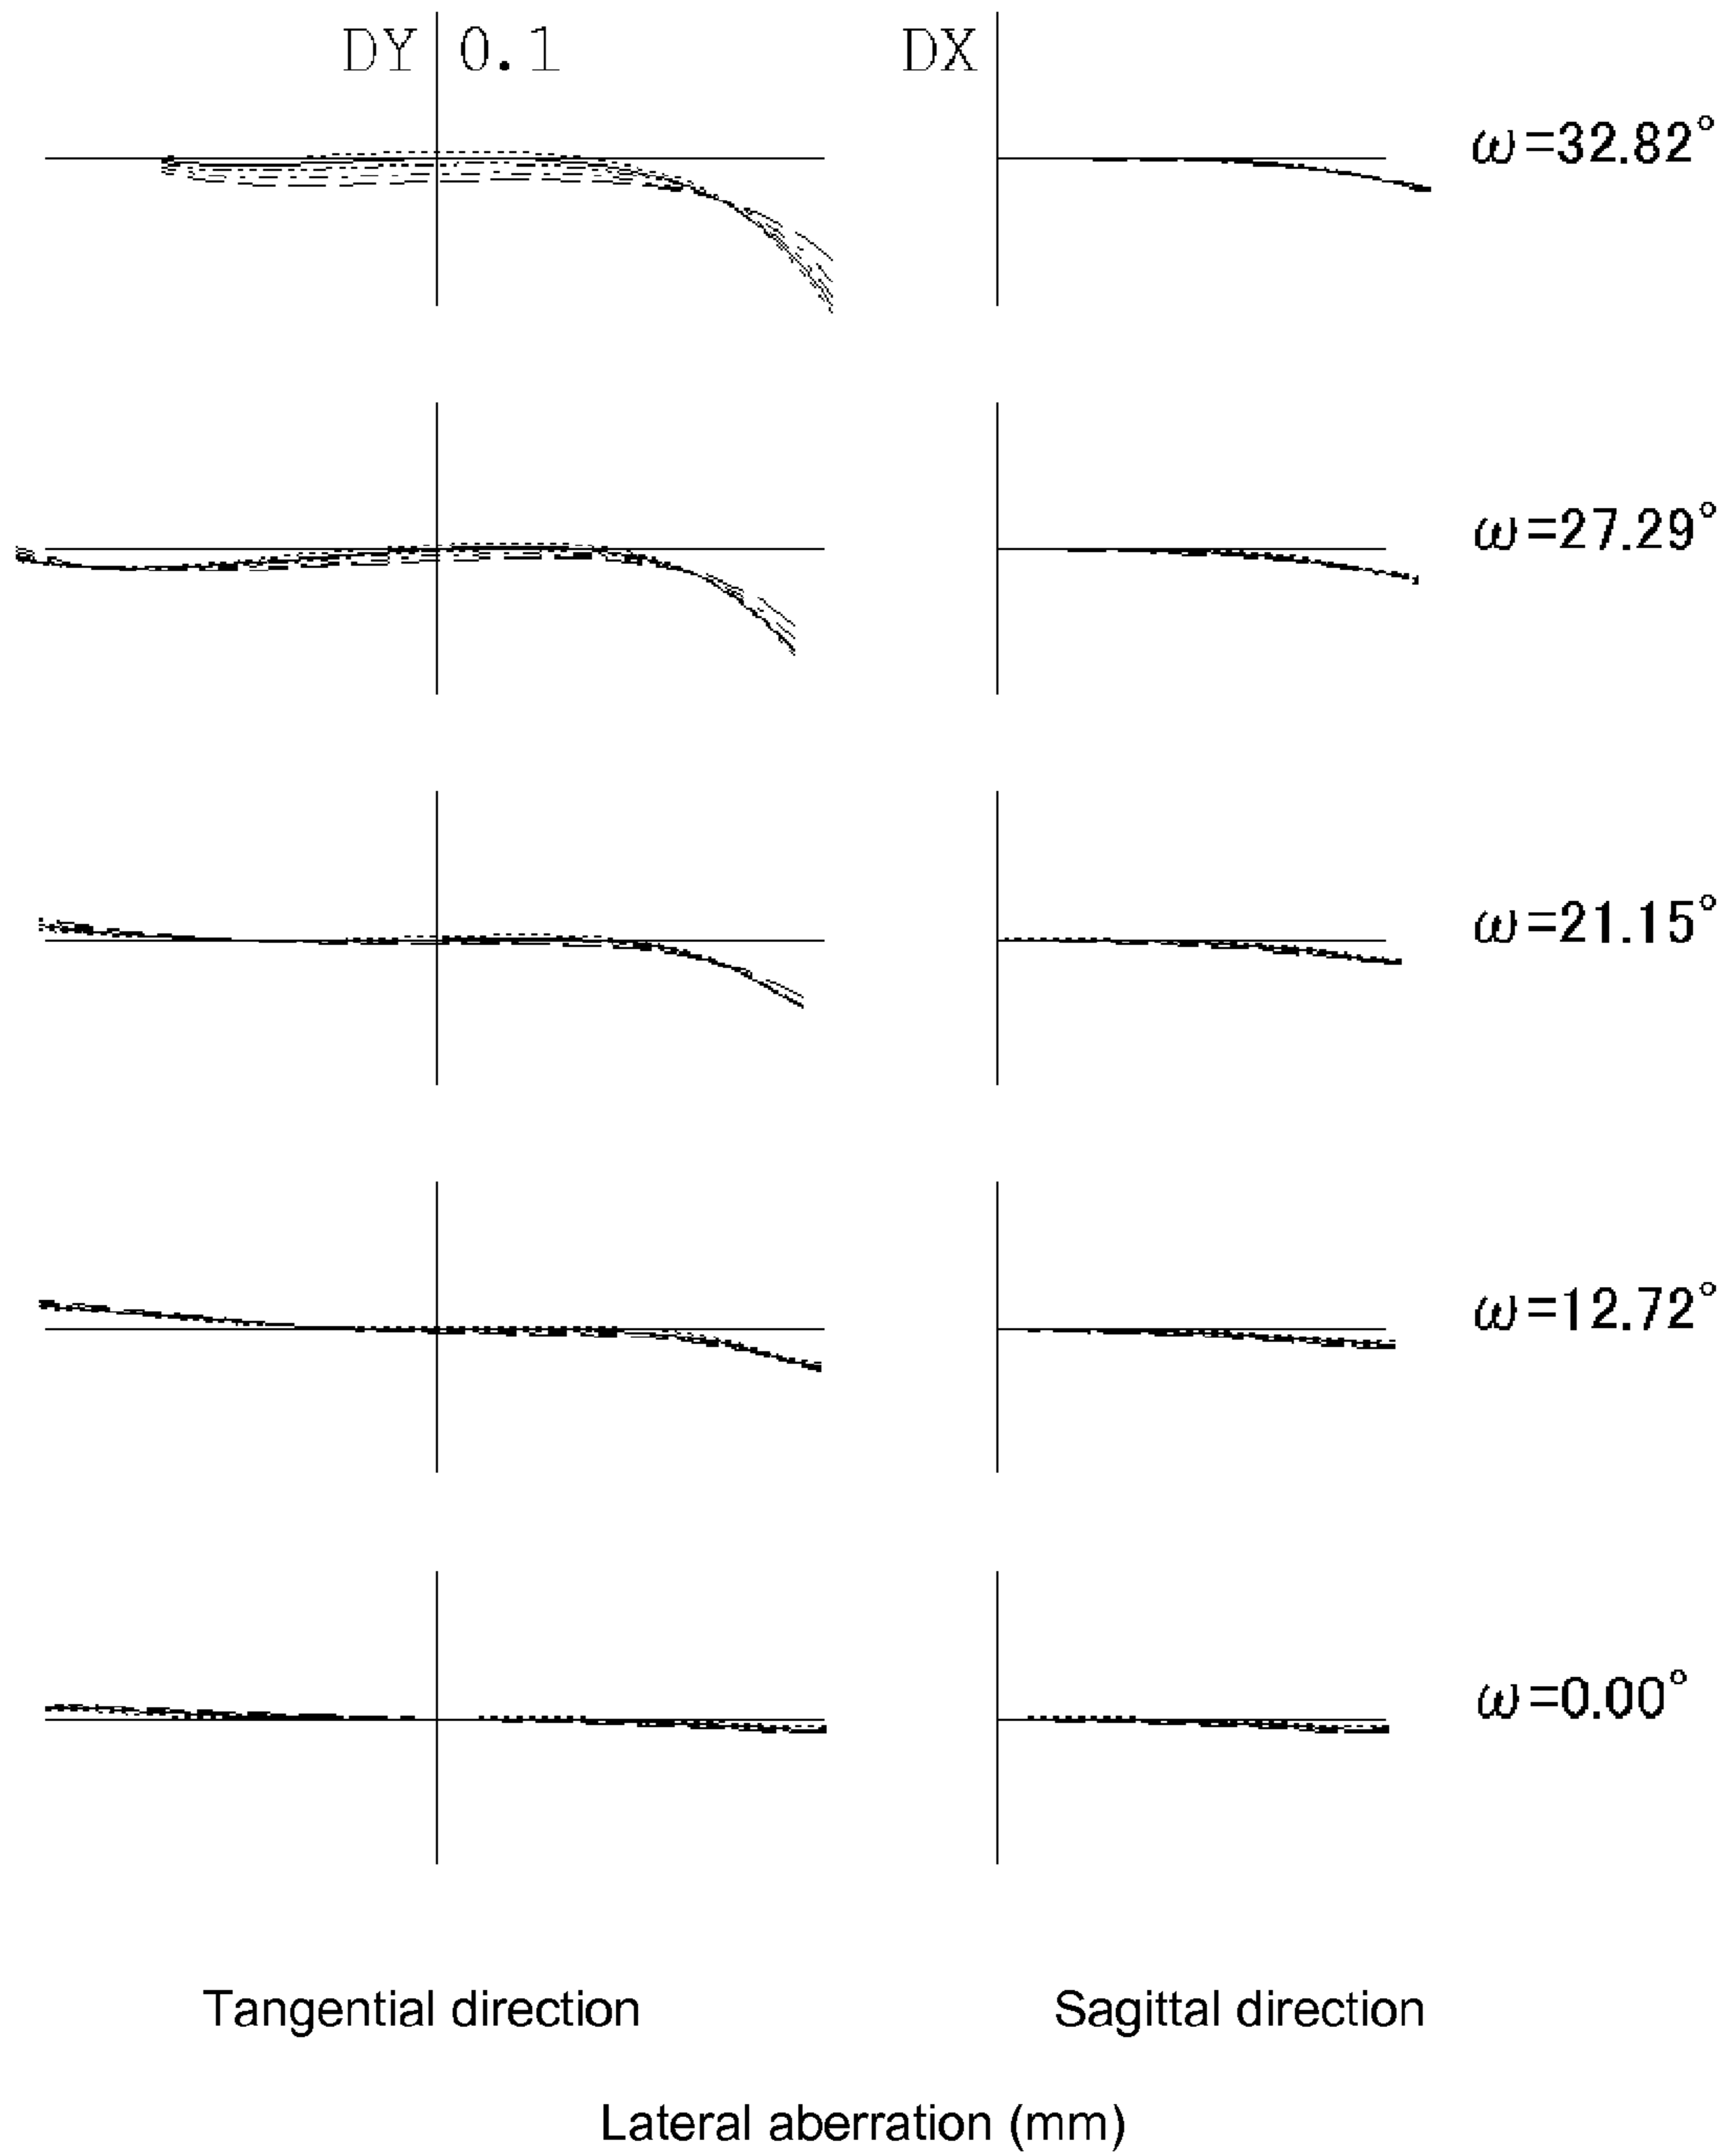 DY 0.1 DX
ω=32.82°
ω=27.29°
ω=21.15°
ω=12.72°
ω=0.00°
Tangential direction Sagittal direction
Lateral aberration (mm)